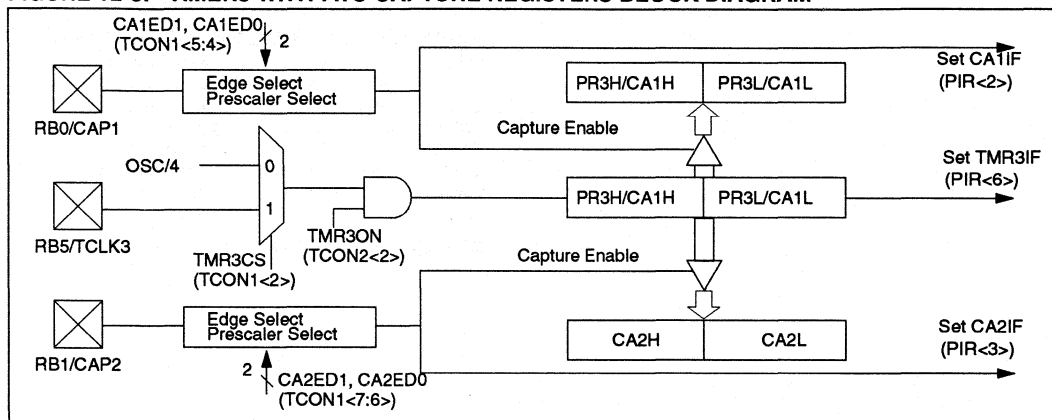 CA1ED1, CA1ED0
(TCON1<5:4>)
2
Set CA1IF
(PIR<2>)
Edge Select
Prescaler Select
PR3H/CA1H
PR3L/CA1L
RB0/CAP1
Capture Enable
OSC/4
0
Set TMR3IF
(PIR<6>)
1
PR3H/CA1H
PR3L/CA1L
RB5/TCLK3
TMR3ON
(TCON2<2>)
TMR3CS
(TCON1<2>)
Capture Enable
Edge Select
Prescaler Select
CA2H
CA2L
Set CA2IF
(PIR<3>)
RB1/CAP2
2
CA2ED1, CA2ED0
(TCON1<7:6>)